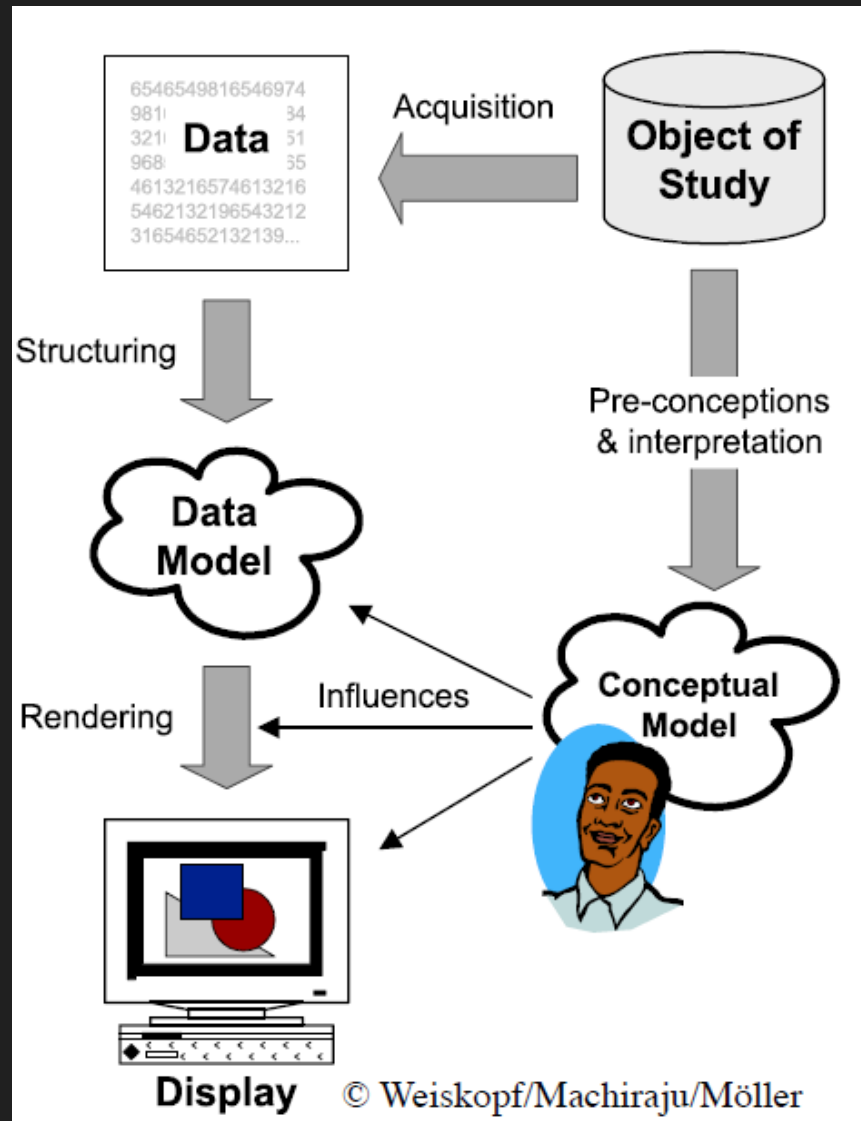 6546549816546974
981
34
321
51
968
65
Data
4613216574613216
5462132196543212
31654652132139...
Acquisition
Object of
Study
Structuring
Pre-conceptions
& interpretation
Data
Model
Rendering
Influences
Conceptual
Model
Display
© Weiskopf/Machiraju/Möller